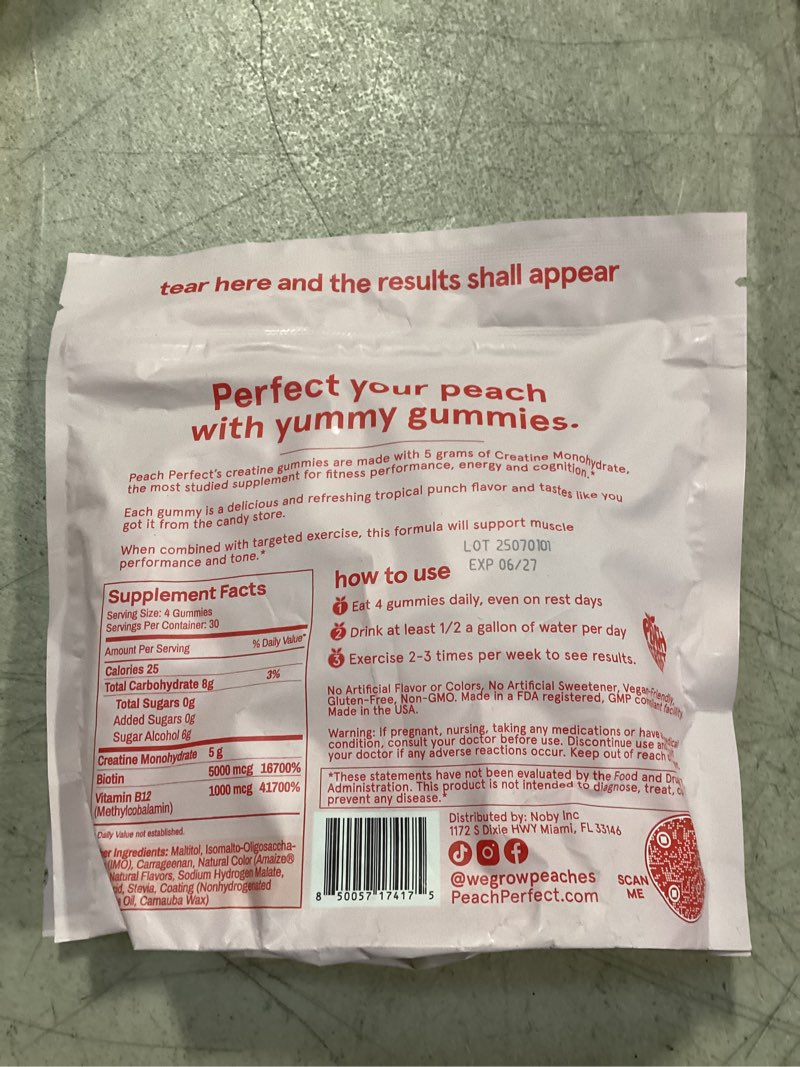 tear here and the results shall appear
Perfect your peach
with yummy gummies.
Peach Perfect's creatine gummies are made with 5 grams of Creatine Monohydrate,
the most studied supplement for fitness performance, energy and cognition.*
Each gummy is a delicious and refreshing tropical punch flavor and tastes like you
got it from the candy store.
When combined with targeted exercise, this formula will support muscle
performance and tone.*
LOT 25070101
EXP 06/27
Supplement Facts
Serving Size: 4 Gummies
Servings Per Container: 30
Amount Per Serving % Daily Value*
Calories 25
Total Carbohydrate 8g 3%
Total Sugars 0g
Added Sugars 0g
Sugar Alcohol 6g
Creatine Monohydrate 5 g
Biotin 5000 mcg 16700%
Vitamin B12 1000 mcg 41700%
(Methylcobalamin)
Daily Value not established.
er Ingredients: Maltitol, Isomalto-Oligosaccha-
(IMO), Carrageenan, Natural Color (Amaize®
Natural Flavors, Sodium Hydrogen Malate,
Stevia, Coating (Nonhydrogenated
Oil, Carnauba Wax)
how to use
1 Eat 4 gummies daily, even on rest days
2 Drink at least 1/2 a gallon of water per day
3 Exercise 2-3 times per week to see results.
No Artificial Flavor or Colors, No Artificial Sweetener, Vegan-Friendly,
Gluten-Free, Non-GMO. Made in a FDA registered, GMP compliant facility
Made in the USA.
Warning: If pregnant, nursing, taking any medications or have
condition, consult your doctor before use. Discontinue use and
your doctor if any adverse reactions occur. Keep out of reach
*These statements have not been evaluated by the Food and Drug
Administration. This product is not intended to diagnose, treat,
prevent any disease.*
Distributed by: Noby Inc
1172 S Dixie HWY Miami, FL 33146
@wegrowpeaches
PeachPerfect.com
SCAN
ME
8 50057 17417 5